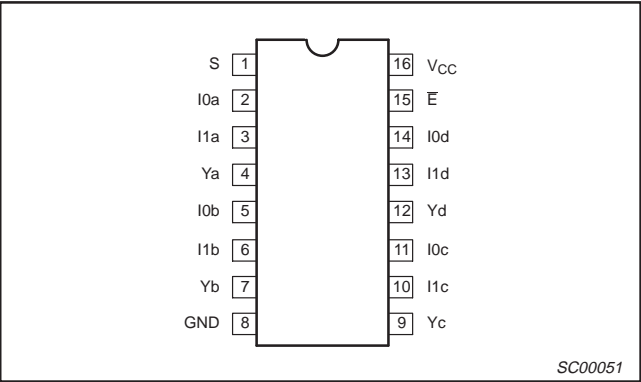 S 1 16 VCC
I0a 2 15 E̅
I1a 3 14 I0d
Ya 4 13 I1d
I0b 5 12 Yd
I1b 6 11 I0c
Yb 7 10 I1c
GND 8 9 Yc
SC00051